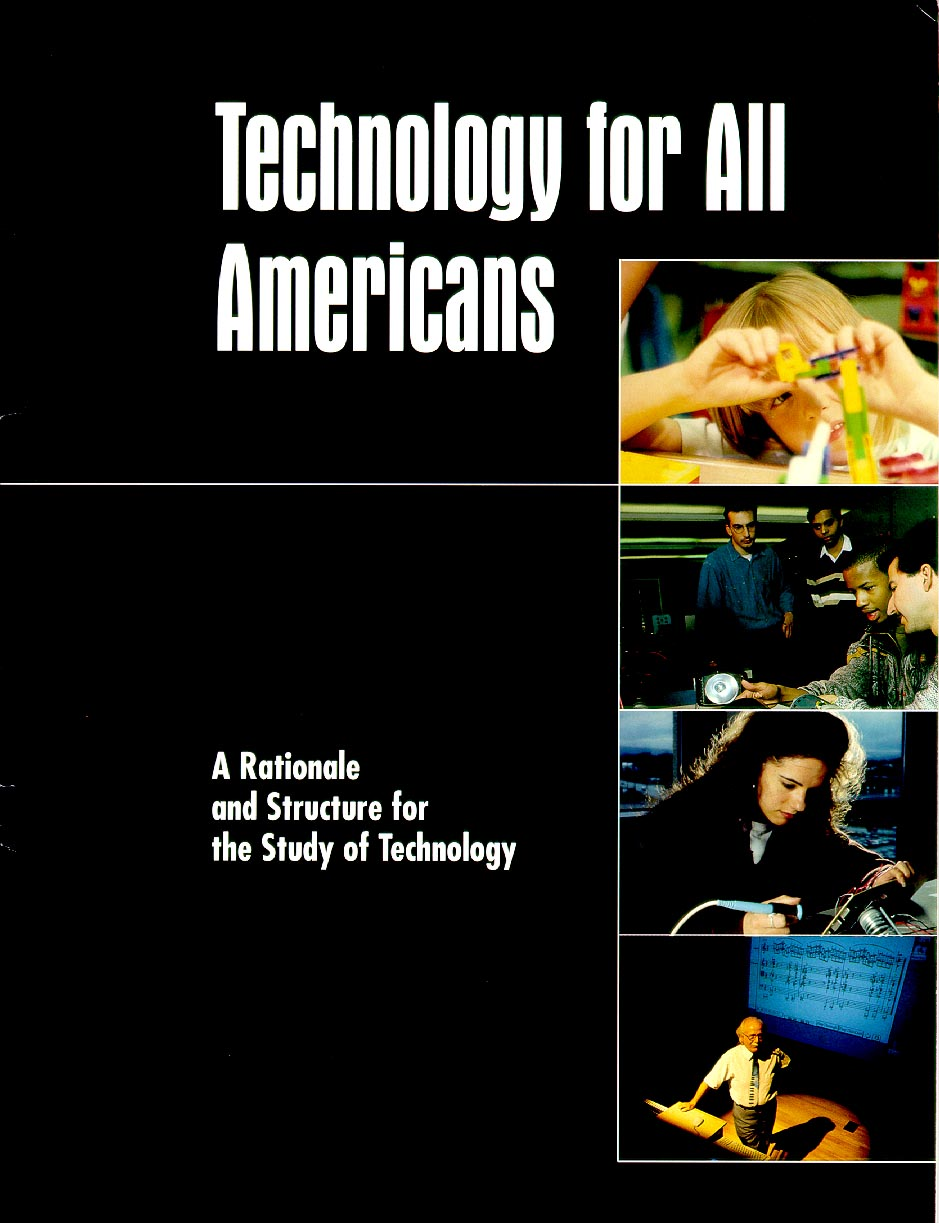 Technology for All
Americans
A Rationale
and Structure for
the Study of Technology